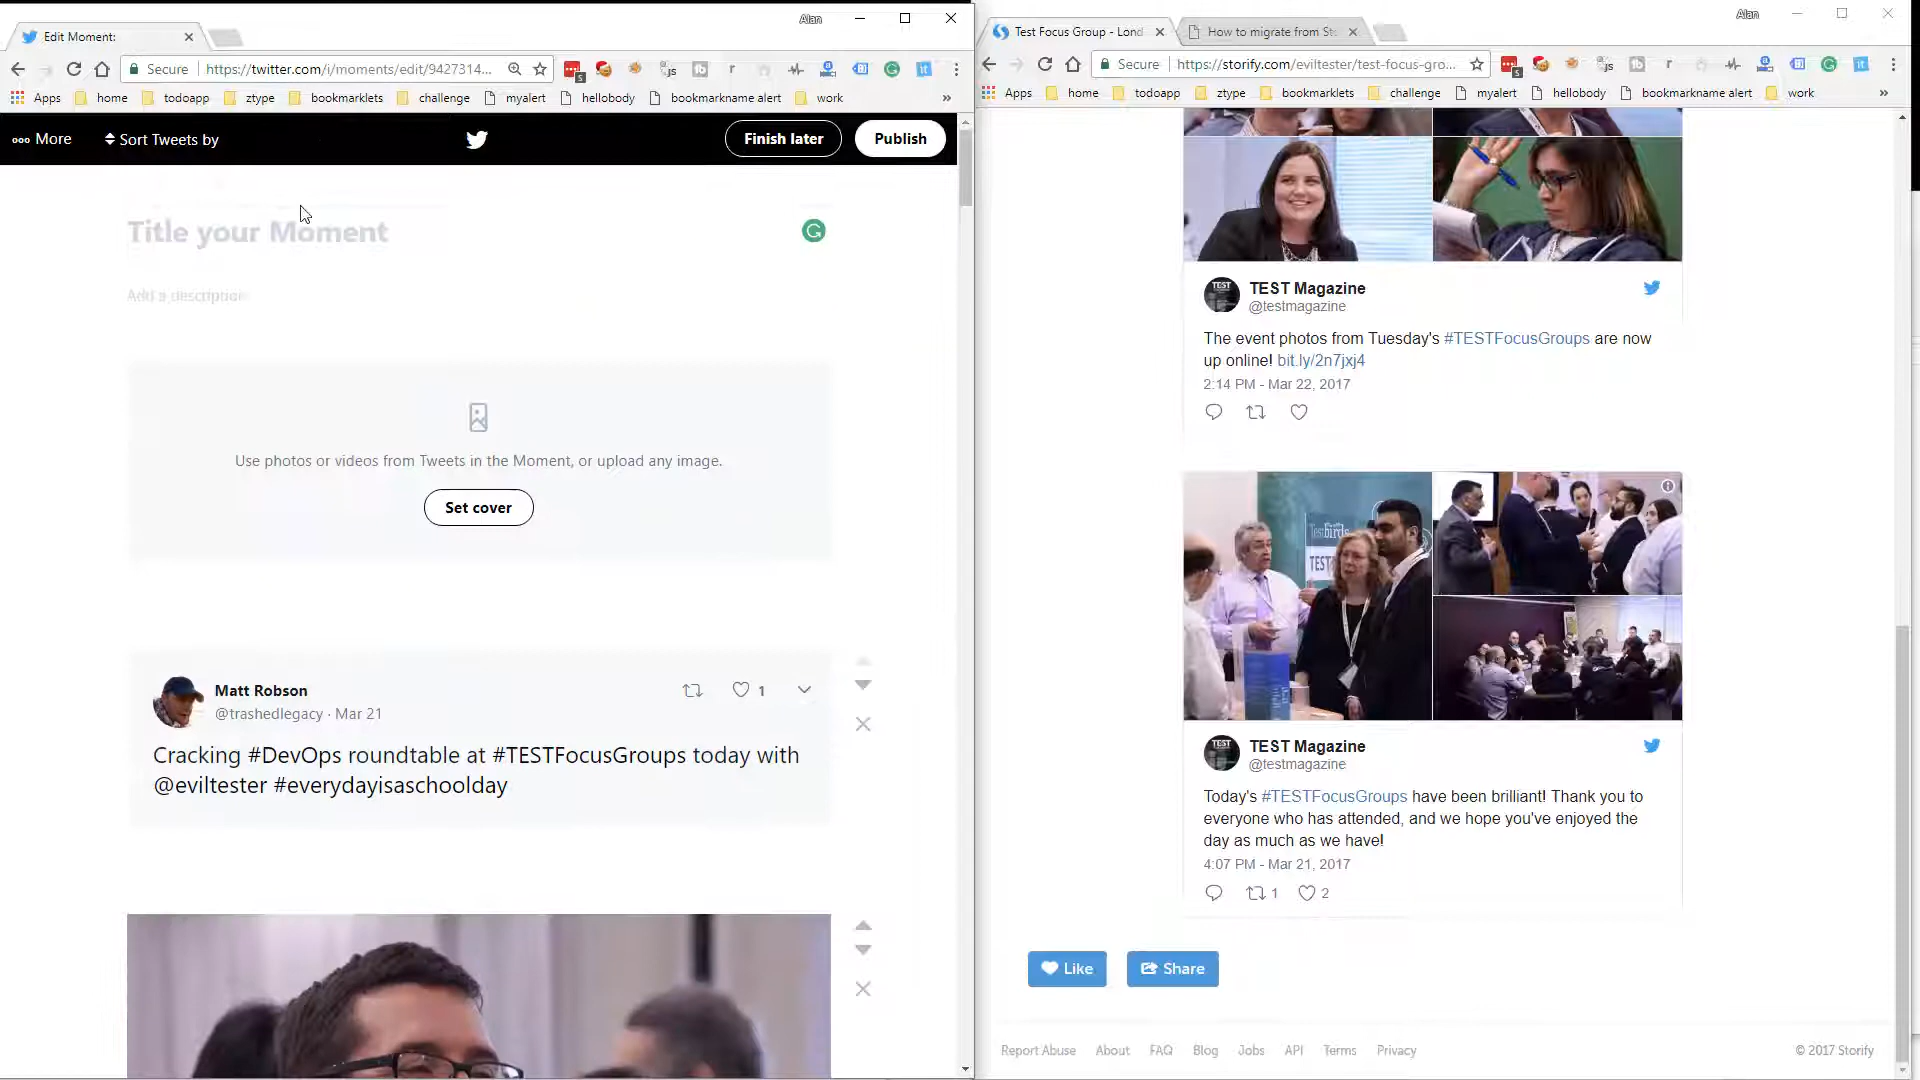 Alan
Edit Moment:
Secure
https://twitter.com/i/moments/edit/9427314...
Apps
home
todoapp
ztype
bookmarklets
challenge
myalert
hellobody
bookmarkname alert
work
»
More
Sort Tweets by
Finish later
Publish
Title your Moment
Add a description
Use photos or videos from Tweets in the Moment, or upload any image.
Set cover
Matt Robson
1
@trashedlegacy · Mar 21
Cracking #DevOps roundtable at #TESTFocusGroups today with
@eviltester #everydayisaschoolday
Alan
Test Focus Group - Lond
How to migrate from Sto
Secure
https://storify.com/eviltester/test-focus-gro...
Apps
home
todoapp
ztype
bookmarklets
challenge
myalert
hellobody
bookmarkname alert
work
»
TEST Magazine
@testmagazine
The event photos from Tuesday's #TESTFocusGroups are now
up online! bit.ly/2n7jxj4
2:14 PM - Mar 22, 2017
Testbirds
TEST
TEST Magazine
@testmagazine
Today's #TESTFocusGroups have been brilliant! Thank you to
everyone who has attended, and we hope you've enjoyed the
day as much as we have!
4:07 PM - Mar 21, 2017
1
2
Like
Share
Report Abuse
About
FAQ
Blog
Jobs
API
Terms
Privacy
© 2017 Storify